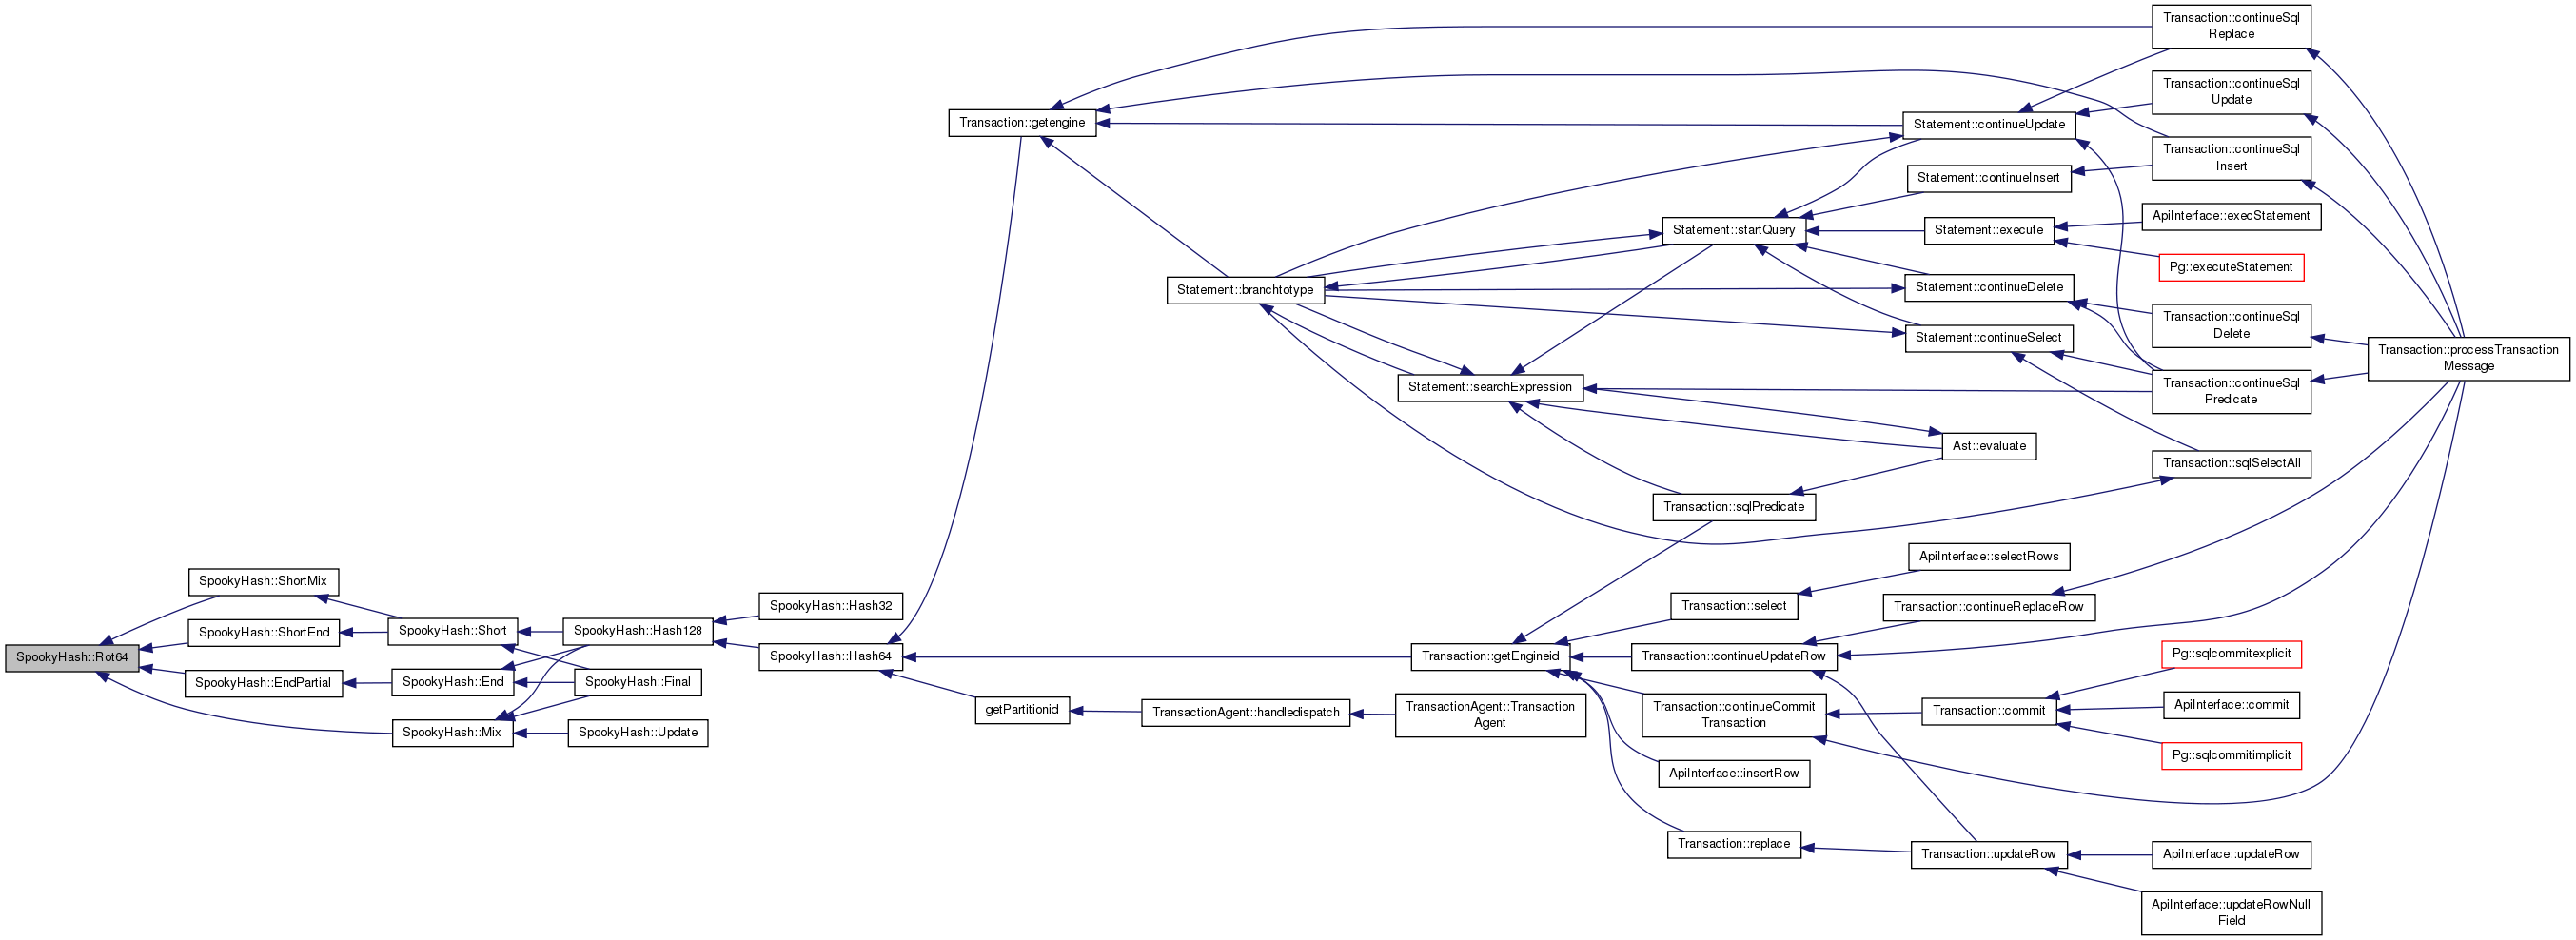 SpookyHash::Rot64
SpookyHash::ShortMix
SpookyHash::ShortEnd
SpookyHash::EndPartial
SpookyHash::Short
SpookyHash::End
SpookyHash::Mix
SpookyHash::Hash128
SpookyHash::Final
SpookyHash::Update
SpookyHash::Hash32
SpookyHash::Hash64
Transaction::getengine
getPartitionid
Statement::branchtotype
TransactionAgent::handledispatch
Statement::searchExpression
Transaction::getEngineid
TransactionAgent::Transaction
Agent
Statement::startQuery
Transaction::sqlPredicate
Transaction::select
Transaction::continueUpdateRow
Transaction::continueCommit
Transaction
ApiInterface::insertRow
Transaction::replace
Statement::continueUpdate
Statement::continueInsert
Statement::execute
Statement::continueDelete
Statement::continueSelect
Ast::evaluate
ApiInterface::selectRows
Transaction::continueReplaceRow
Transaction::commit
Transaction::updateRow
Transaction::continueSql
Replace
Transaction::continueSql
Update
Transaction::continueSql
Insert
ApiInterface::execStatement
Pg::executeStatement
Transaction::continueSql
Delete
Transaction::continueSql
Predicate
Transaction::sqlSelectAll
Pg::sqlcommitexplicit
ApiInterface::commit
Pg::sqlcommitimplicit
ApiInterface::updateRow
ApiInterface::updateRowNull
Field
Transaction::processTransaction
Message